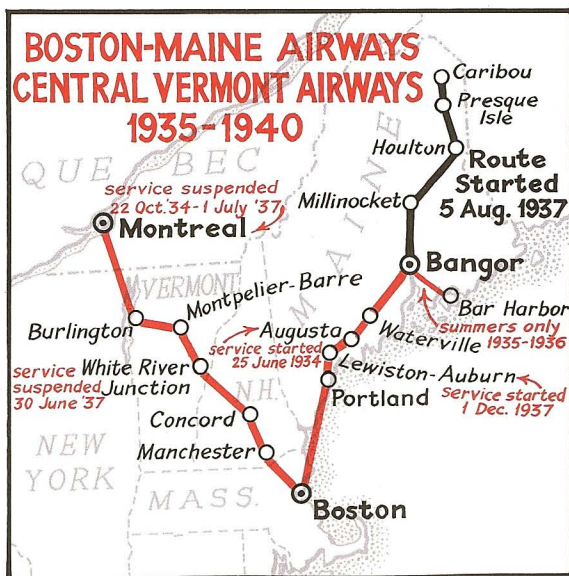 BOSTON-MAINE AIRWAYS
CENTRAL VERMONT AIRWAYS
1935-1940
Caribou
Presque
Isle
QUEBEC
Houlton
Route
Started
5 Aug. 1937
service suspended
22 Oct.'34-1 July '37
Millinocket
Montreal
MAINE
Bangor
VERMONT
Montpelier-Barre
Bar Harbor
summers only
1935-1936
Burlington
Augusta
Waterville
service started
25 June 1934
White River
Junction
service
suspended
30 June '37
Lewiston-Auburn
N.H.
Portland
Service started
1 Dec. 1937
Concord
Manchester
NEW
YORK
MASS.
Boston